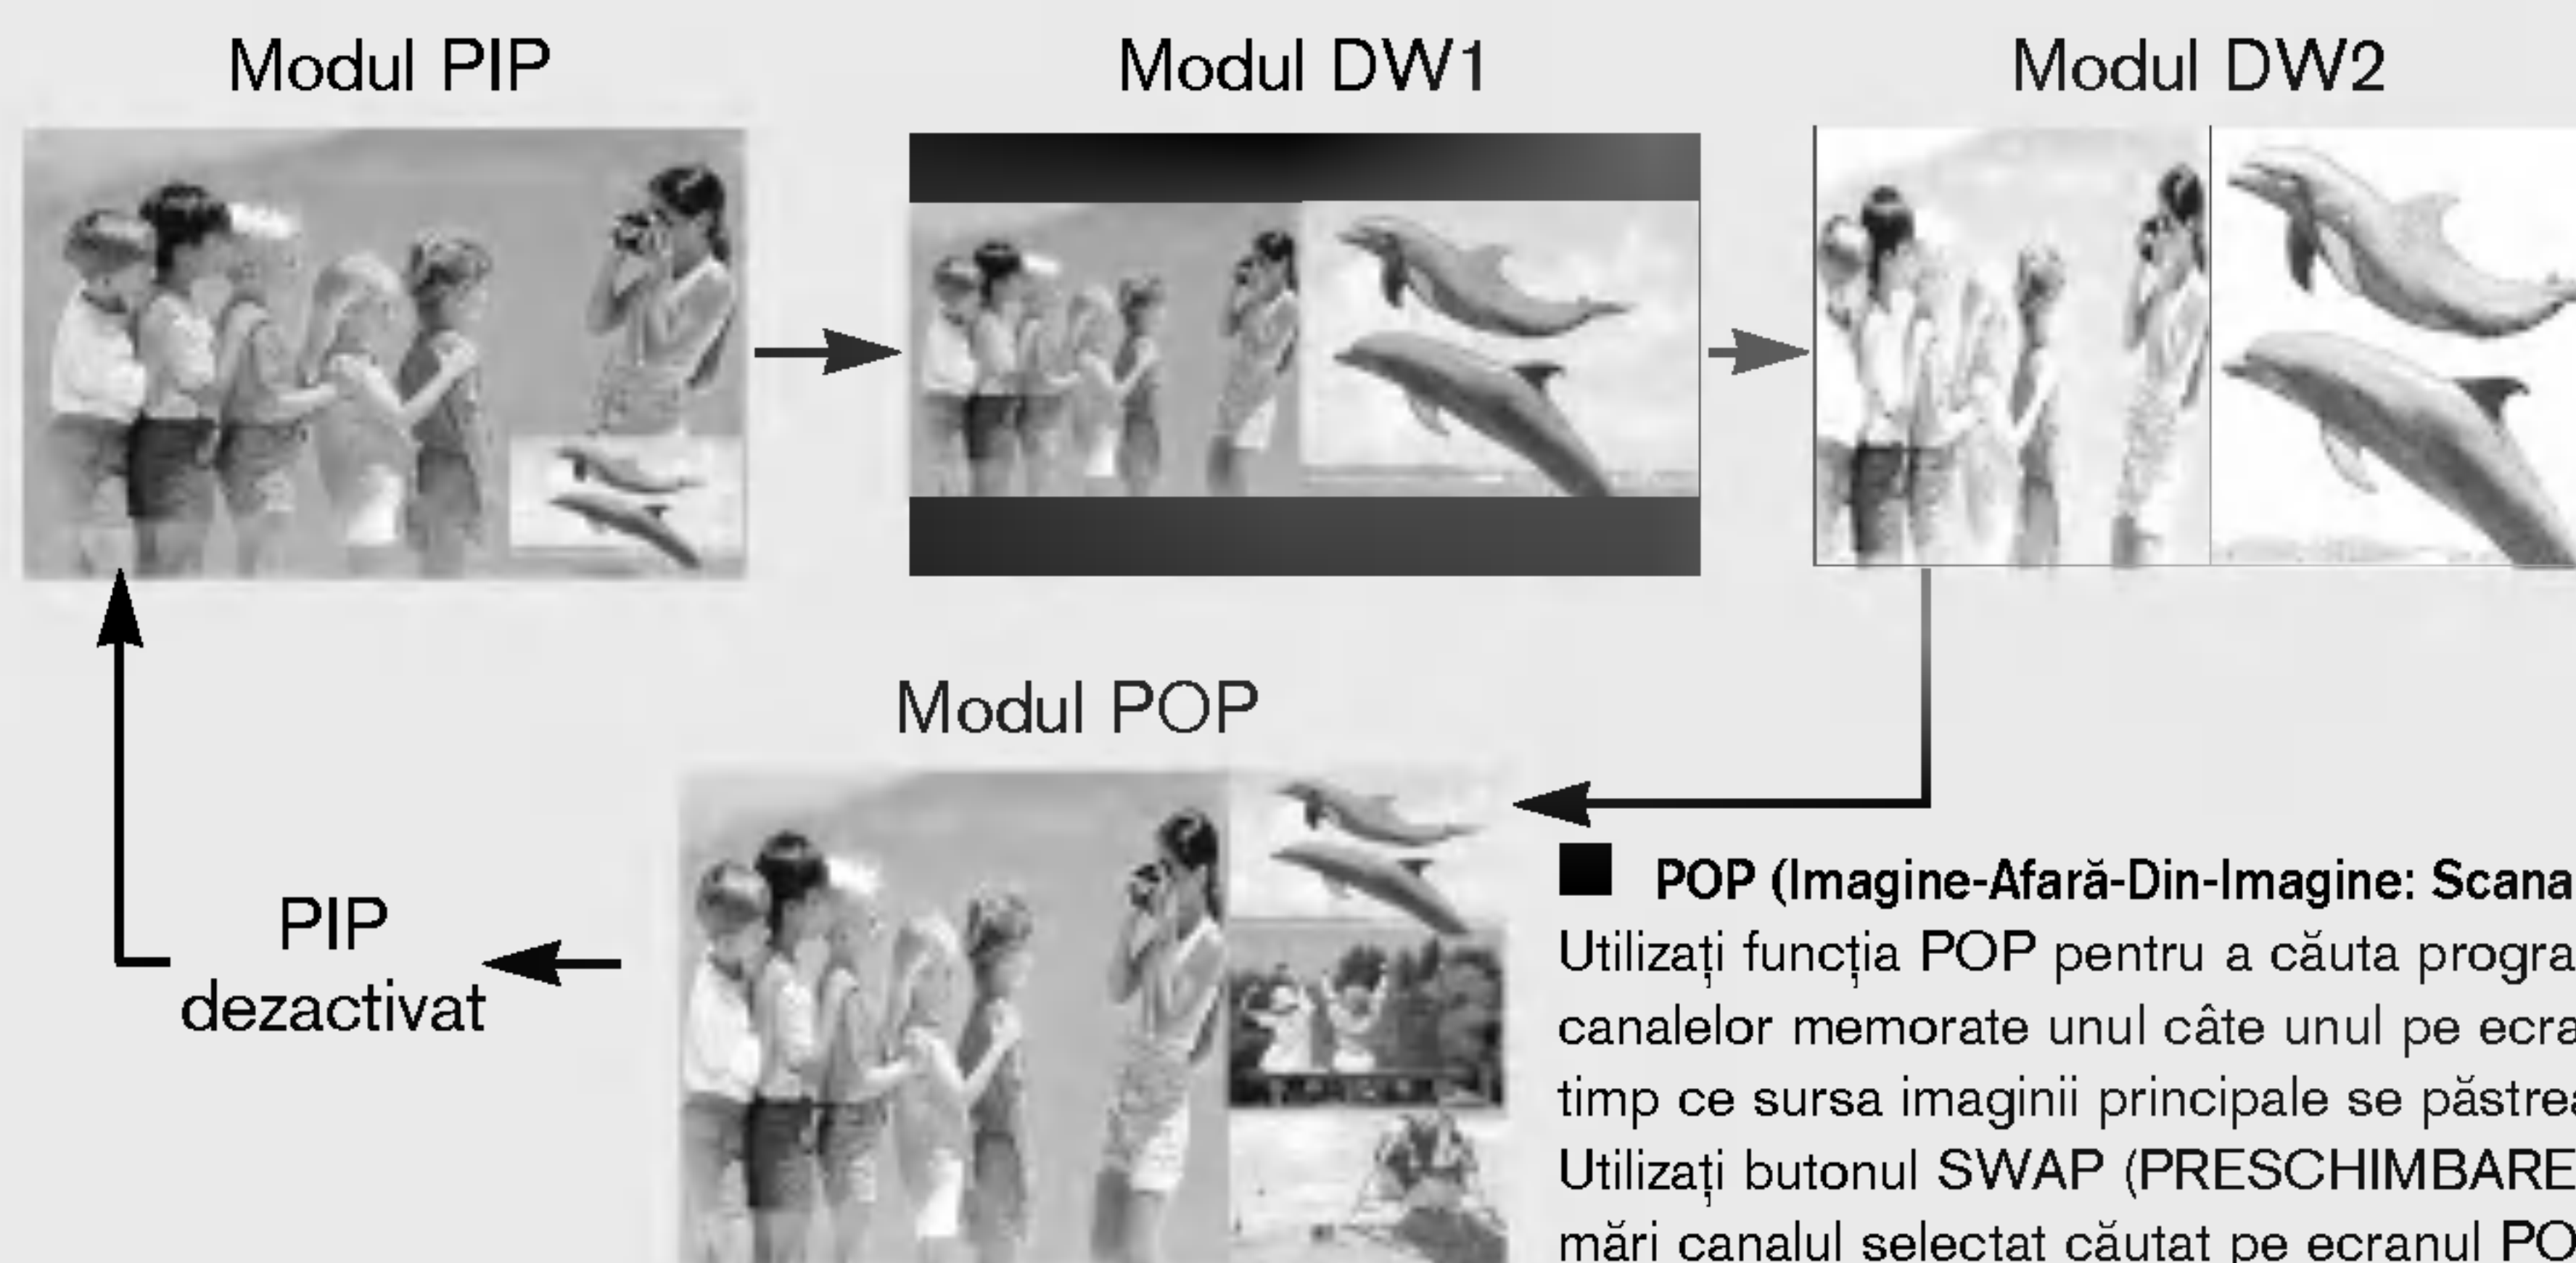 Modul PIP
Modul DW1
Modul DW2
Modul POP
PIP
dezactivat
■ POP (Imagine-Afară-Din-Imagine: Scana
Utilizați funcția POP pentru a căuta progra
canalelor memorate unul câte unul pe ecra
timp ce sursa imaginii principale se păstrea
Utilizați butonul SWAP (PRESCHIMBARE
mări canalul selectat căutat pe ecranul PO